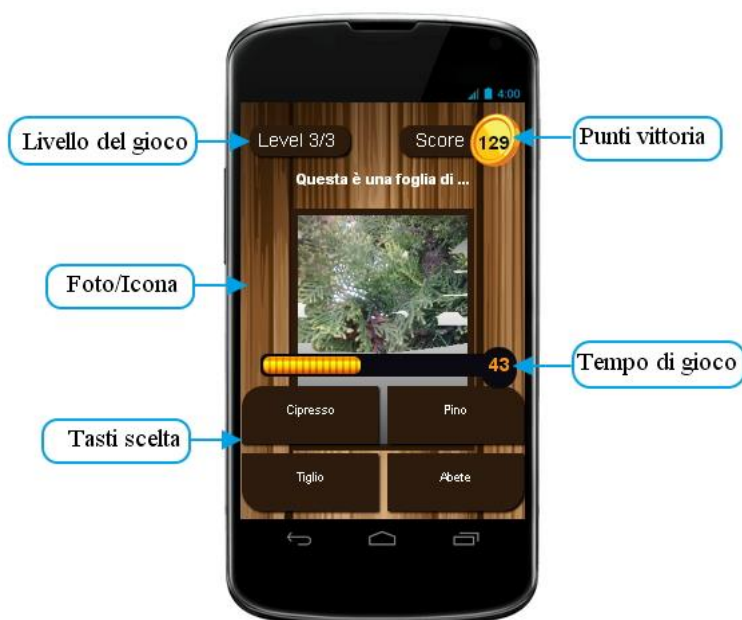 4:00
Livello del gioco
Level 3/3
Score
129
Punti vittoria
Questa è una foglia di ...
Foto/Icona
43
Tempo di gioco
Cipresso
Pino
Tasti scelta
Tiglio
Abete